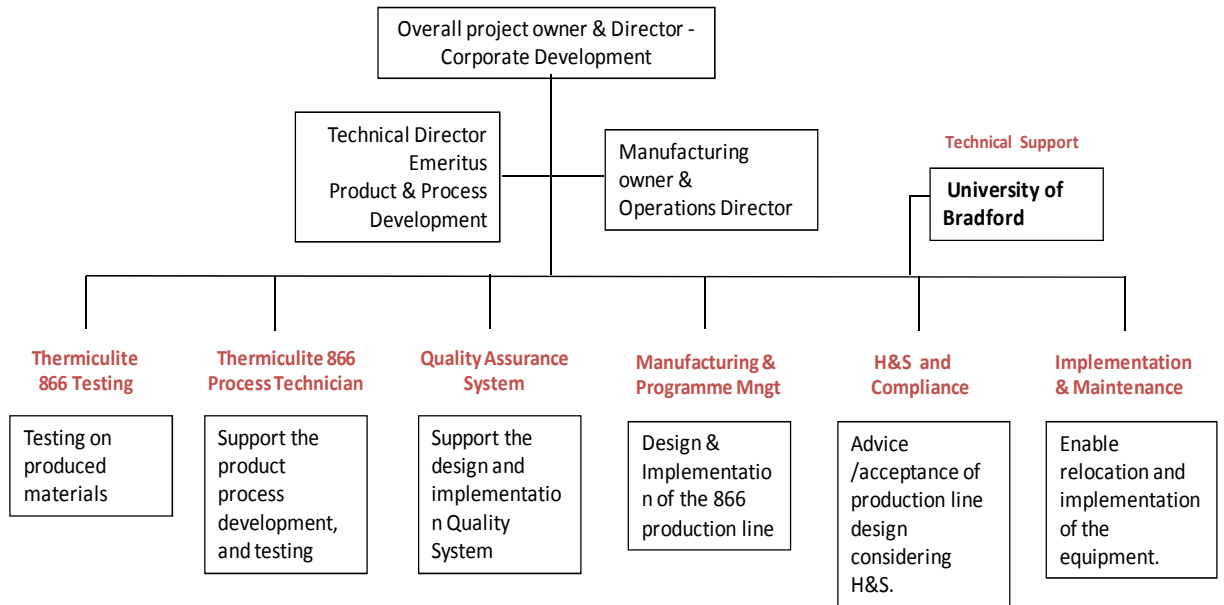 Overall project owner & Director -
Corporate Development
Technical Director
Emeritus
Product & Process
Development
Manufacturing
owner &
Operations Director
Technical Support
University of
Bradford
Thermiculite
866 Testing
Testing on
produced
materials
Thermiculite 866
Process Technician
Support the
product
process
development,
and testing
Quality Assurance
System
Support the
design and
implementatio
n Quality
System
Manufacturing &
Programme Mngt
Design &
Implementatio
n of the 866
production line
H&S and
Compliance
Advice
/acceptance of
production line
design
considering
H&S.
Implementation
& Maintenance
Enable
relocation and
implementation
of the
equipment.